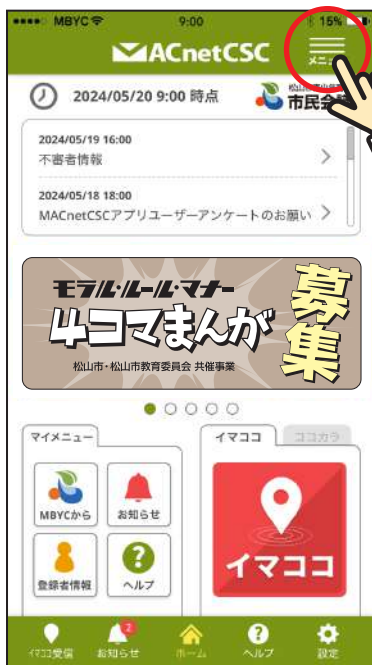 MBYC
9:00
15%
MACnetCSC
メニュー
2024/05/20 9:00 時点
市民会
2024/05/19 16:00
不審者情報
2024/05/18 18:00
MACnetCSCアプリユーザーアンケートのお願い
モラル・ルール・マナー
4コマまんが
募集
松山市・松山市教育委員会 共催事業
マイメニュー
イマココ
ココカラ
MBYCから
お知らせ
登録者情報
ヘルプ
イマココ
2
イマココ受信
お知らせ
ホーム
ヘルプ
設定